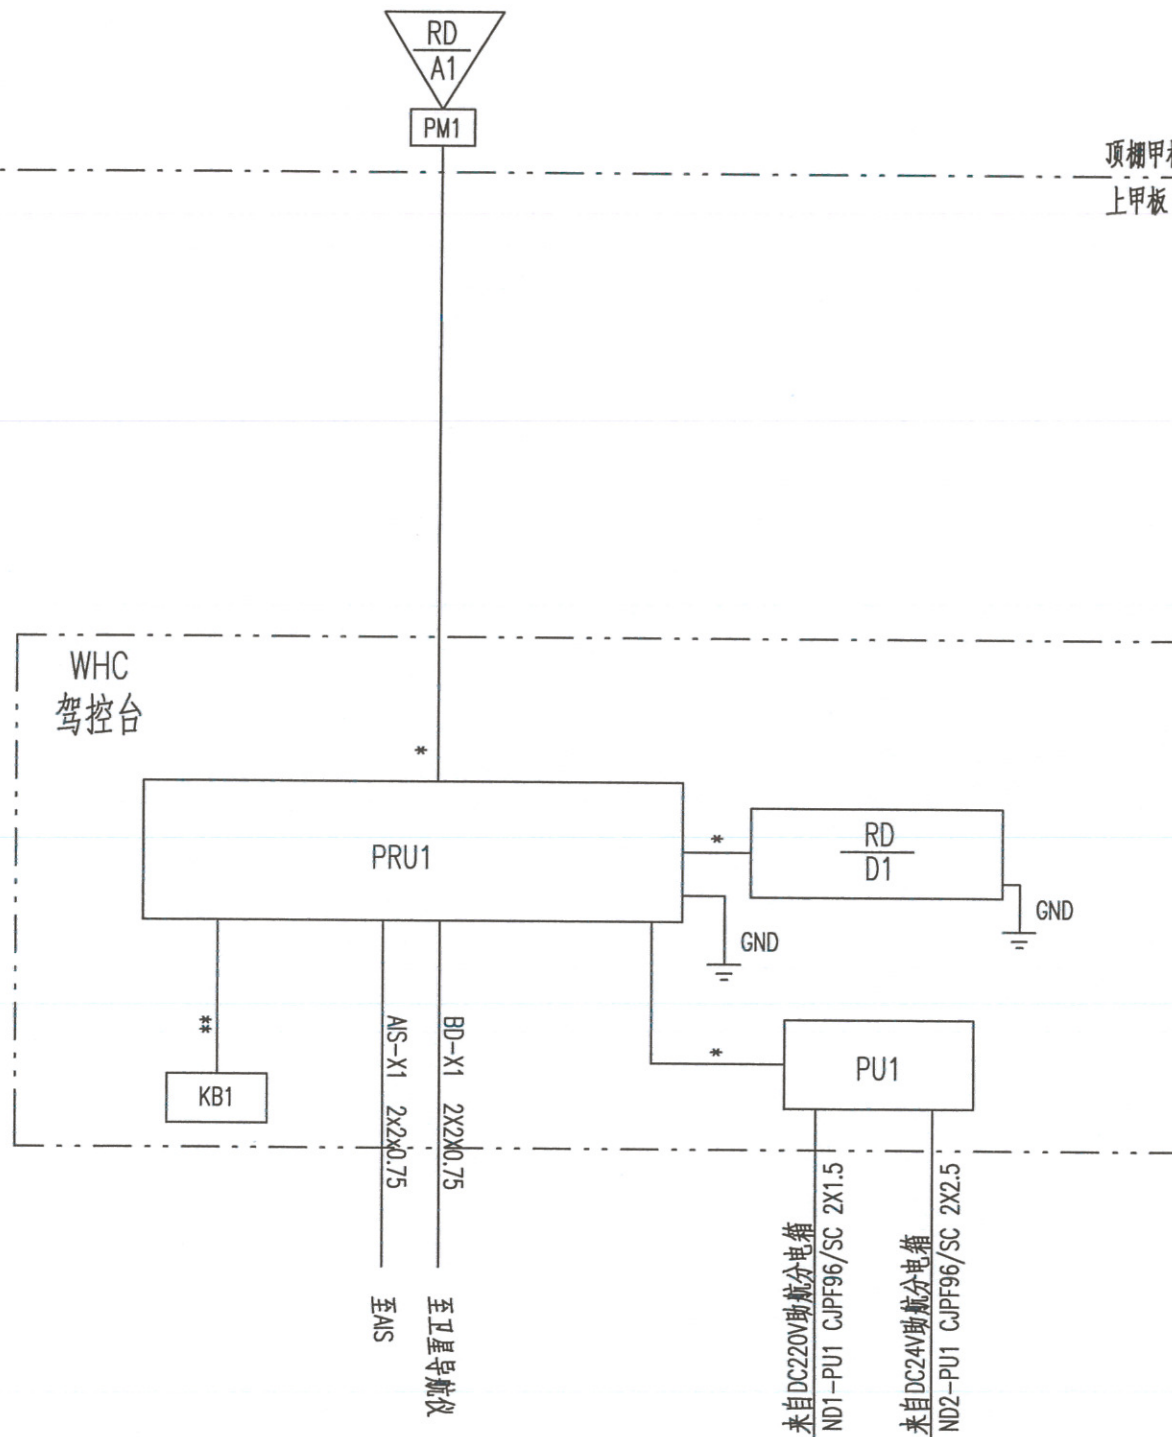 RD
A1
PM1
顶棚甲
上甲板
WHC
驾控台
*
PRU1
*
RD
D1
GND
GND
**
KB1
AIS-X1 2x2x0.75
BD-X1 2X2X0.75
*
PU1
至AIS
至卫星导航仪
来自DC220V助航分电箱
ND1-PU1 CJPF96/SC 2X1.5
来自DC24V助航分电箱
ND2-PU1 CJPF96/SC 2X2.5